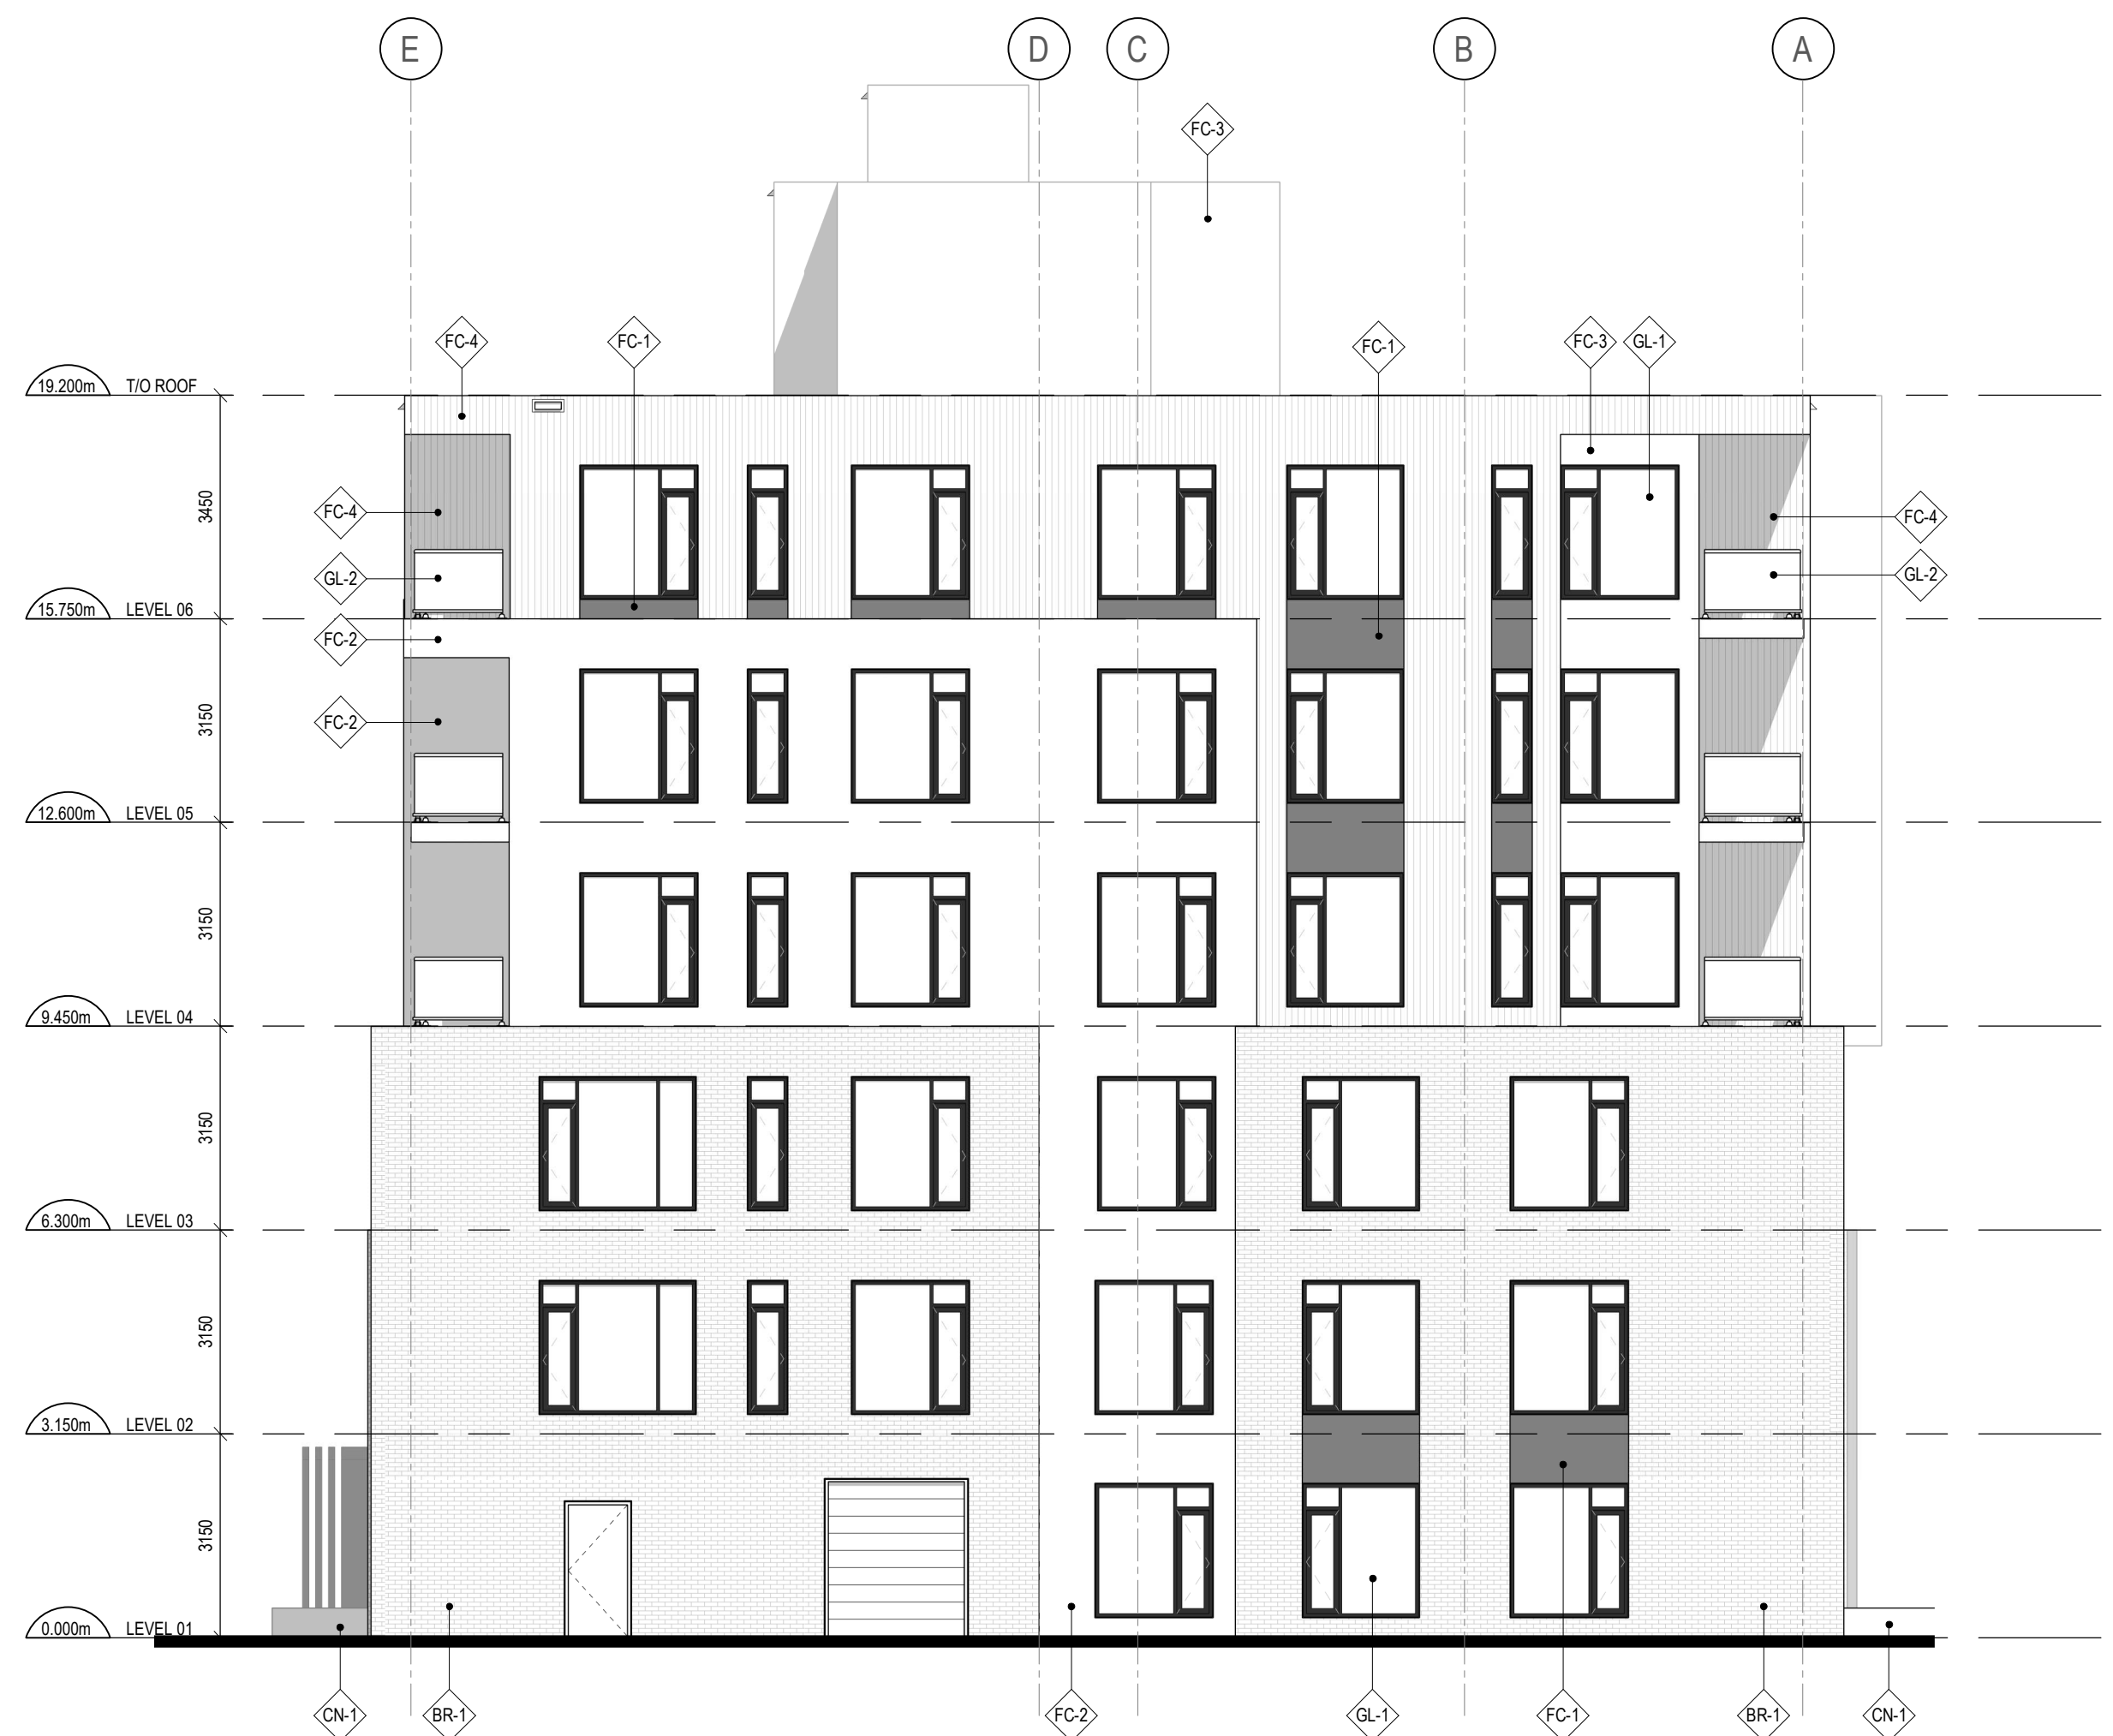 E D C B A
FC-3
FC-4 FC-1 FC-1 FC-3 GL-1
19.200m T/O ROOF
3450
FC-4 FC-4
GL-2 GL-2
15.750m LEVEL 06
FC-2
3150
FC-2
12.600m LEVEL 05
3150
9.450m LEVEL 04
3150
6.300m LEVEL 03
3150
3.150m LEVEL 02
3150
0.000m LEVEL 01
CN-1 BR-1 FC-2 GL-1 FC-1 BR-1 CN-1